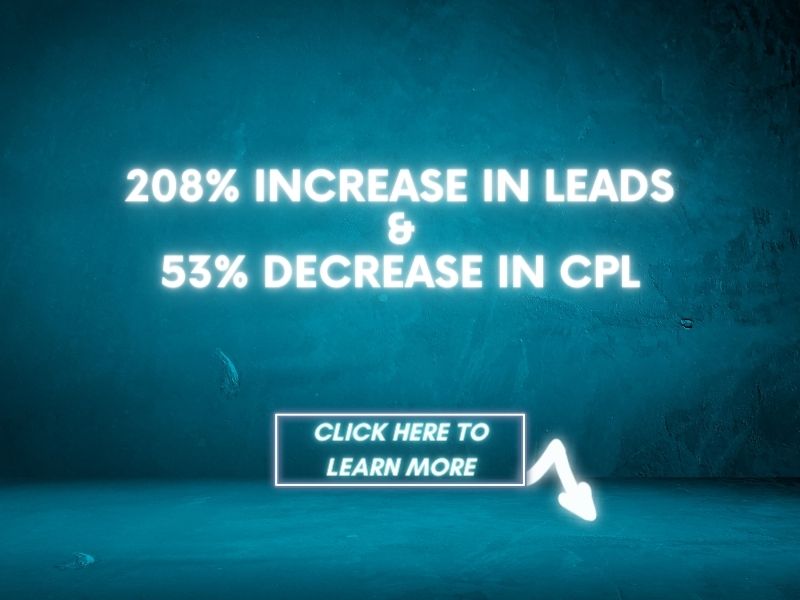 208% INCREASE IN LEADS
&
53% DECREASE IN CPL
CLICK HERE TO
LEARN MORE